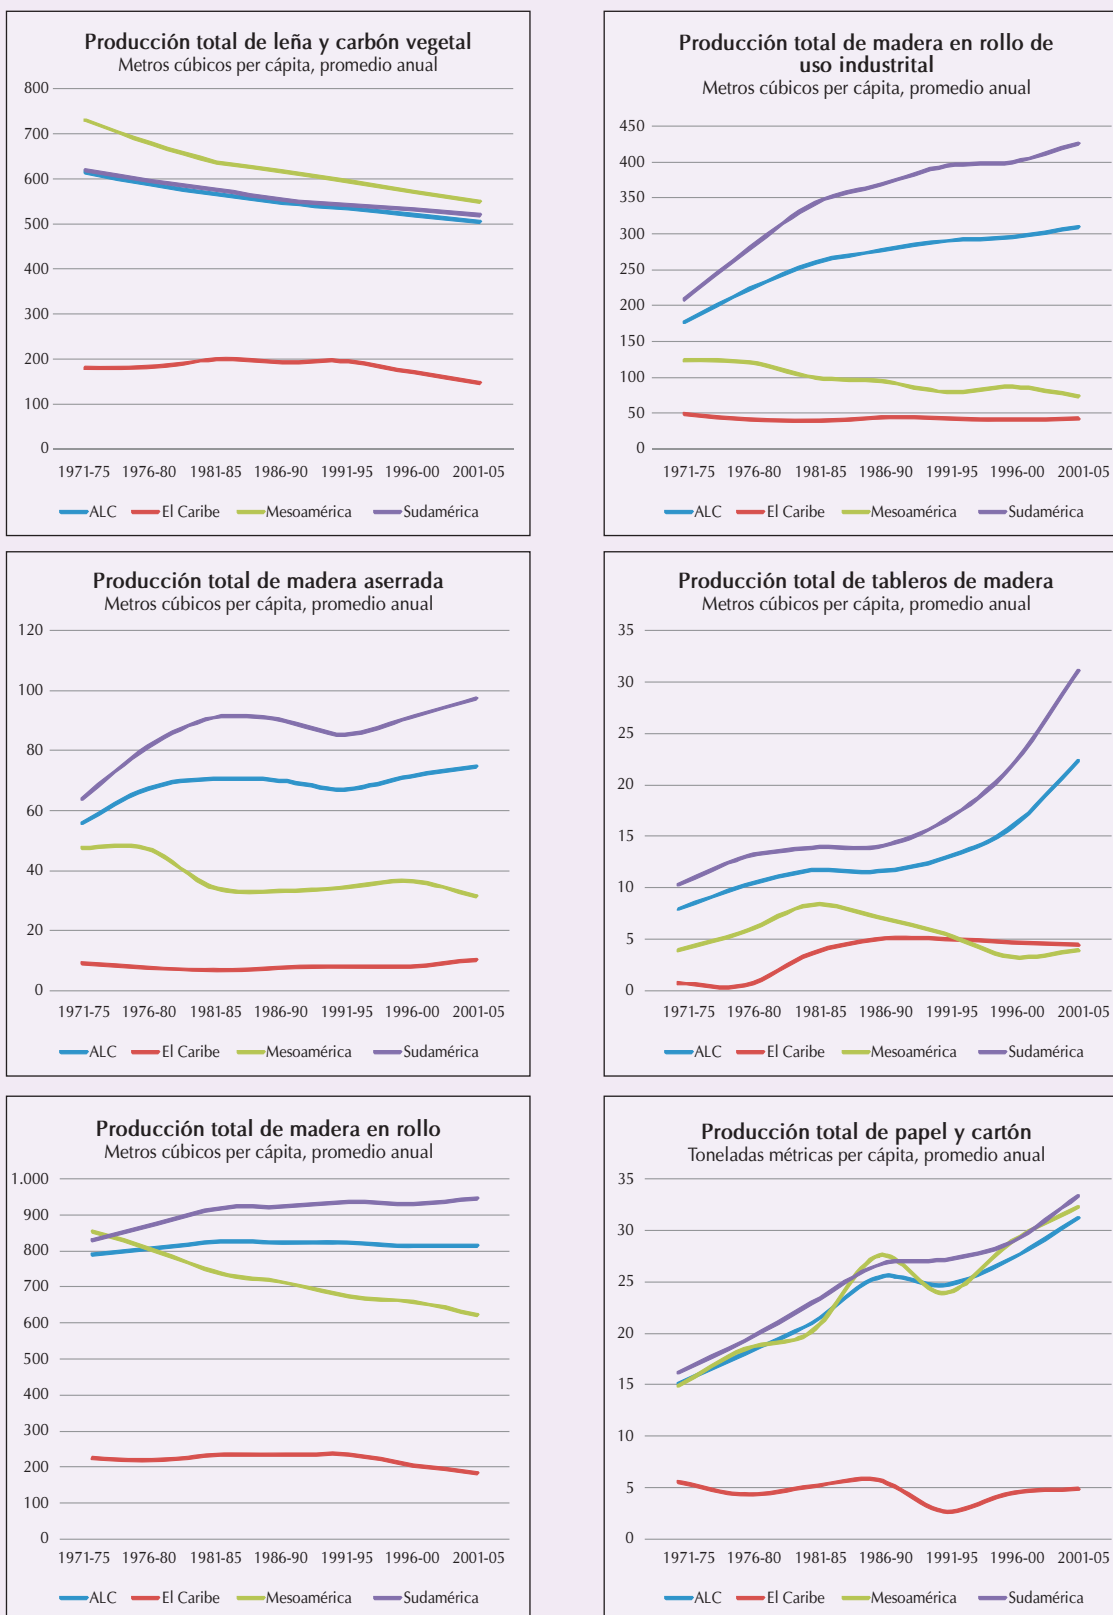 Producción total de leña y carbón vegetal
Metros cúbicos per cápita, promedio anual
800
700
600
500
400
300
200
100
0
1971-75 1976-80 1981-85 1986-90 1991-95 1996-00 2001-05
ALC El Caribe Mesoamérica Sudamérica
Producción total de madera en rollo de
uso industrital
Metros cúbicos per cápita, promedio anual
450
400
350
300
250
200
150
100
50
0
1971-75 1976-80 1981-85 1986-90 1991-95 1996-00 2001-05
ALC El Caribe Mesoamérica Sudamérica
Producción total de madera aserrada
Metros cúbicos per cápita, promedio anual
120
100
80
60
40
20
0
1971-75 1976-80 1981-85 1986-90 1991-95 1996-00 2001-05
ALC El Caribe Mesoamérica Sudamérica
Producción total de tableros de madera
Metros cúbicos per cápita, promedio anual
35
30
25
20
15
10
5
0
1971-75 1976-80 1981-85 1986-90 1991-95 1996-00 2001-05
ALC El Caribe Mesoamérica Sudamérica
Producción total de madera en rollo
Metros cúbicos per cápita, promedio anual
1.000
900
800
700
600
500
400
300
200
100
0
1971-75 1976-80 1981-85 1986-90 1991-95 1996-00 2001-05
ALC El Caribe Mesoamérica Sudamérica
Producción total de papel y cartón
Toneladas métricas per cápita, promedio anual
35
30
25
20
15
10
5
0
1971-75 1976-80 1981-85 1986-90 1991-95 1996-00 2001-05
ALC El Caribe Mesoamérica Sudamérica